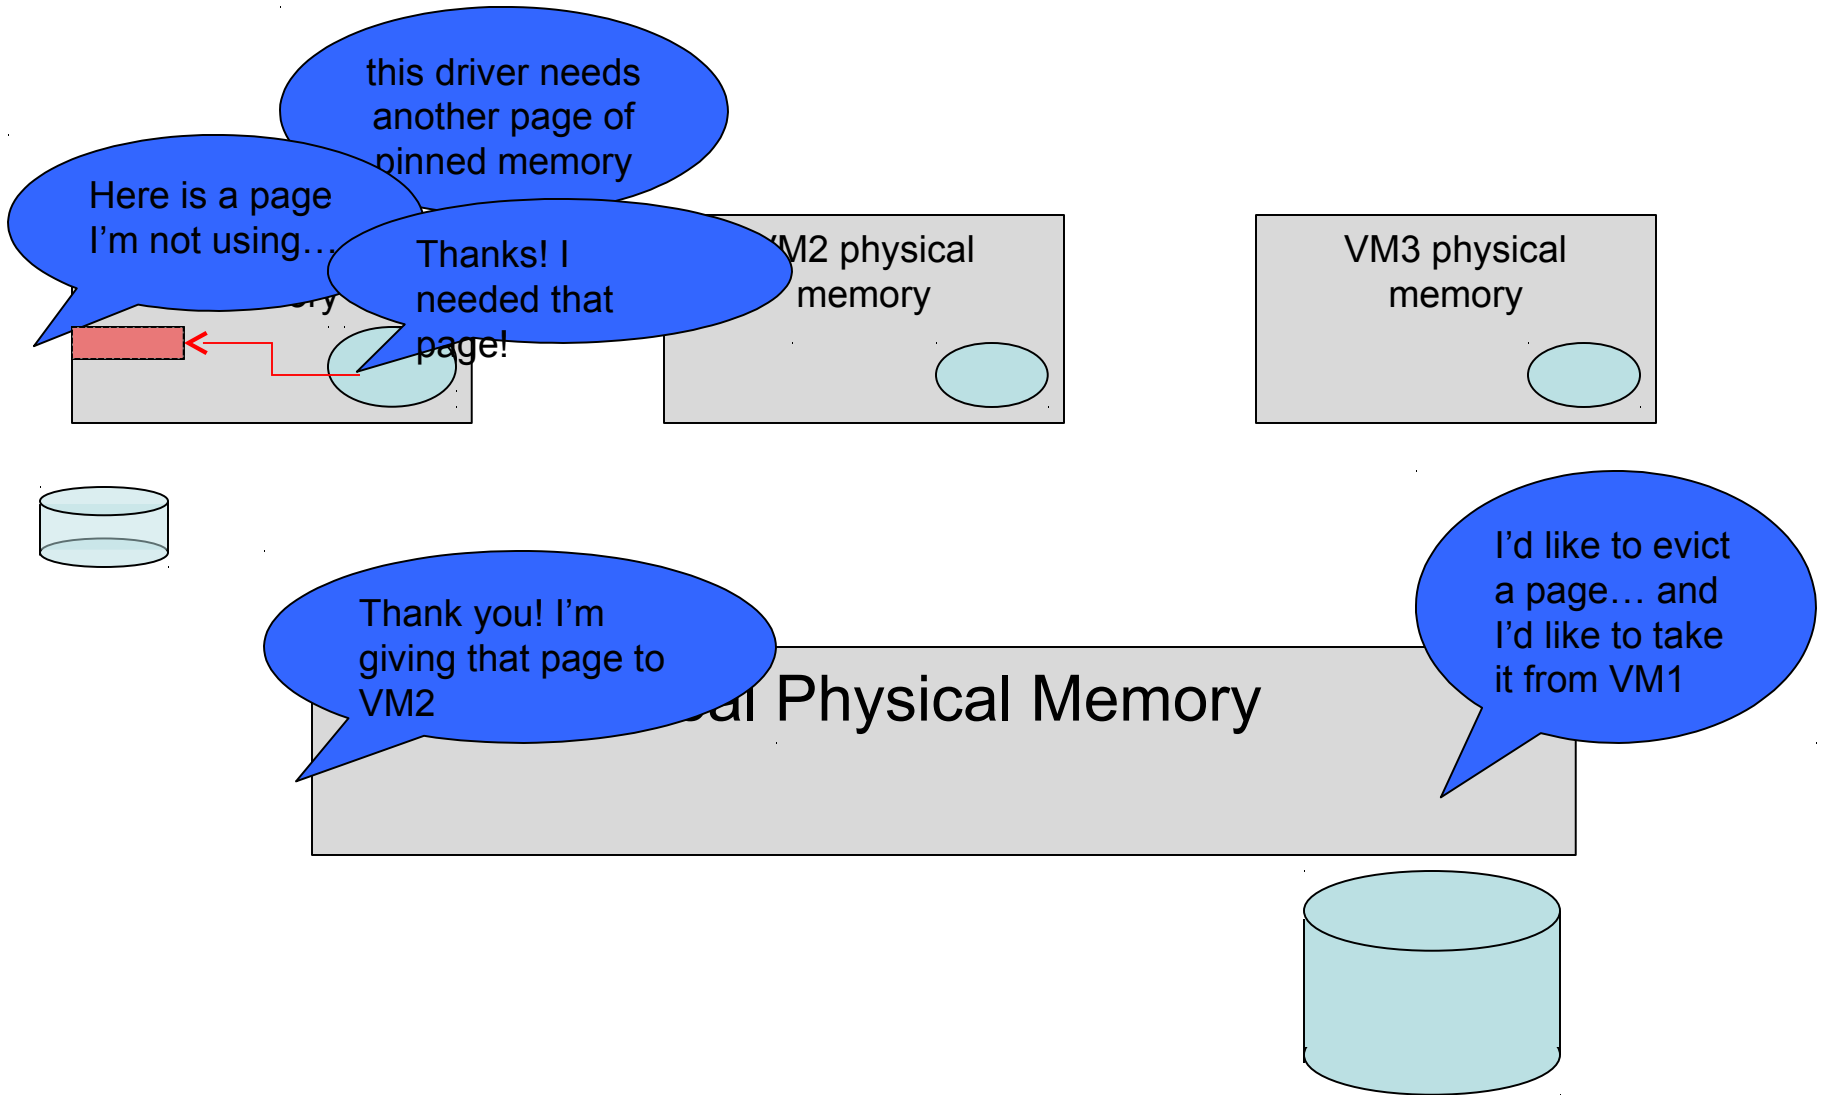 this driver needs
another page of
pinned memory
Here is a page
I’m not using…
Thanks! I
needed that
page!
VM2 physical
memory
VM3 physical
memory
I’d like to evict
a page… and
I’d like to take
it from VM1
Thank you! I’m
giving that page to
VM2
Physical Memory